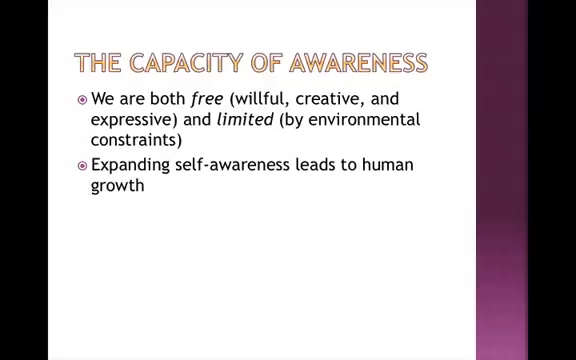 THE CAPACITY OF AWARENESS
We are both free (willful, creative, and
expressive) and limited (by environmental
constraints)
Expanding self-awareness leads to human
growth